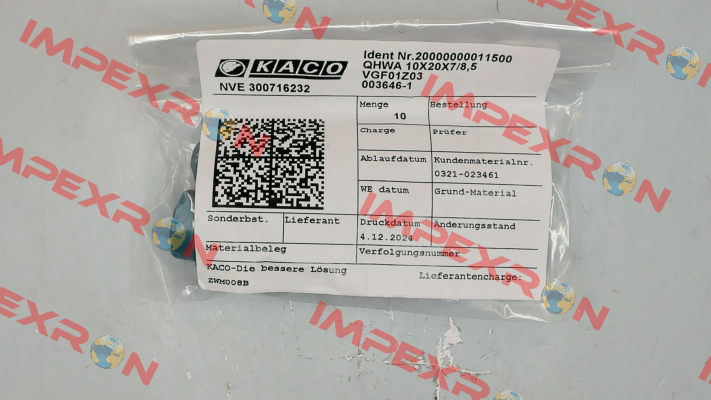 KACO
NVE 300716232
Ident Nr.20000000011500
QHWA 10X20X7/8,5
VGF01Z03
003646-1
Menge
10
Bestellung
Charge
Prüfer
Ablaufdatum
Kundenmaterialnr.
0321-023461
WE datum
Grund-Material
Sonderbst.
Lieferant
Druckdatum
4.12.2024
Änderungsstand
Materialbeleg
Verfolgungsnummer
KACO-Die bessere Lösung
Lieferantencharge:
ZWM008B
IMPEXRON
IMPEXRON
IMPEXRON
IMPEXRON
IMPEXRON
IMPEXRON